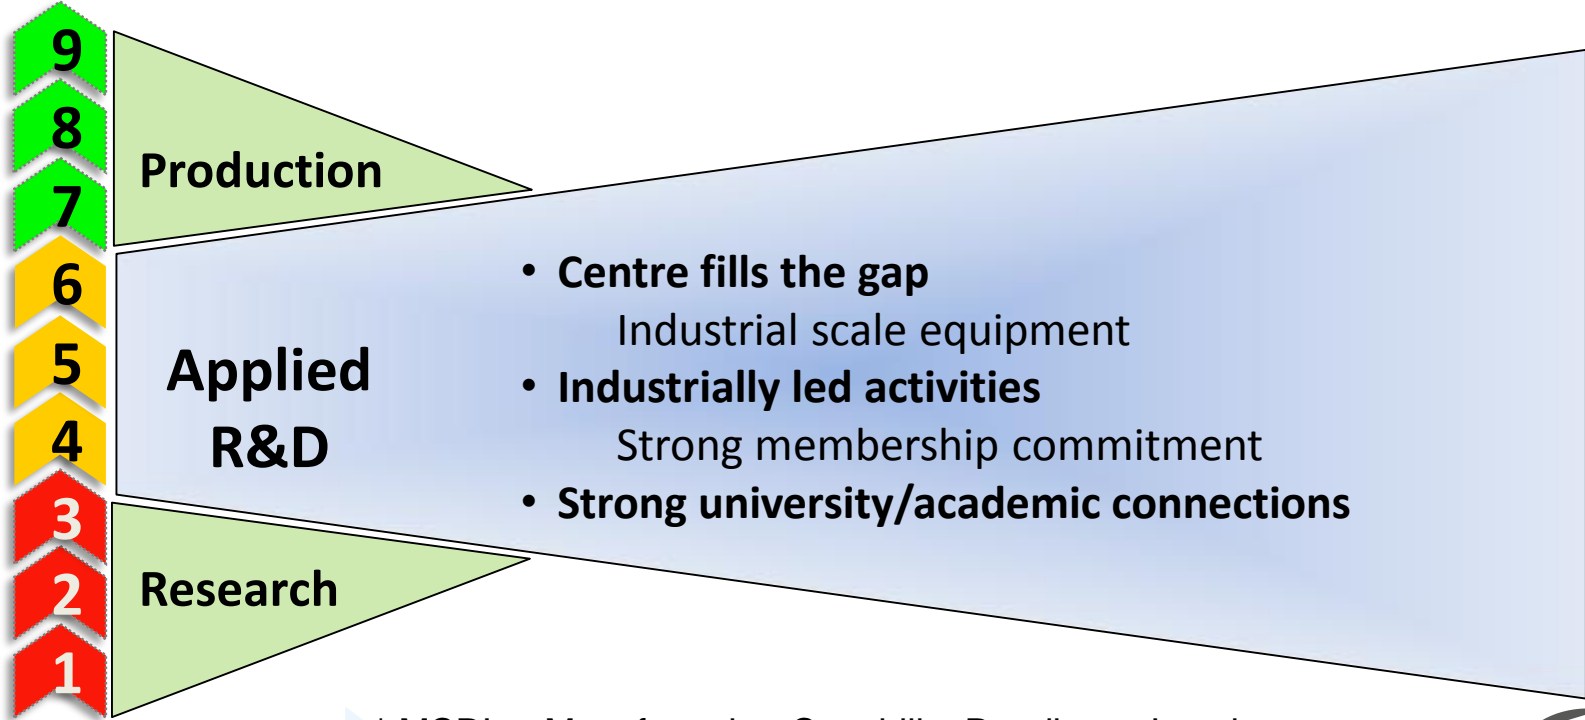 9
8
7
6
5
4
3
2
1
Production
Applied
R&D
Research
• Centre fills the gap
Industrial scale equipment
• Industrially led activities
Strong membership commitment
• Strong university/academic connections